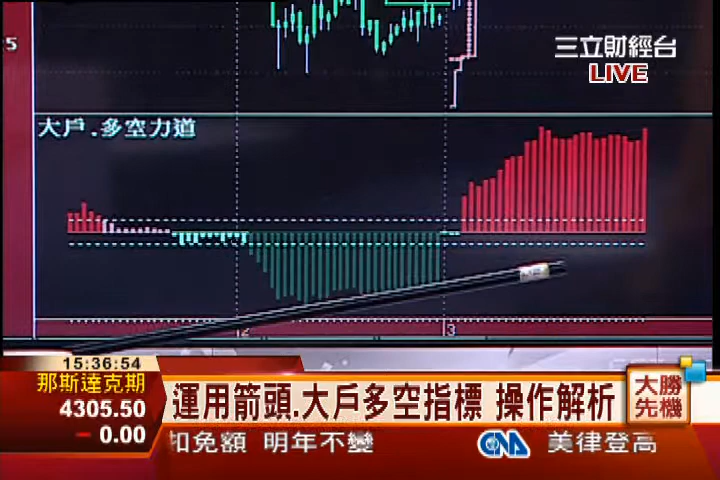 5
三立財經台
LIVE
大戶.多空力道
2
3
15:36:54
那斯達克期
4305.50
－0.00
運用箭頭.大戶多空指標 操作解析
大勝
先機
扣免額 明年不變
CNA
美律登高